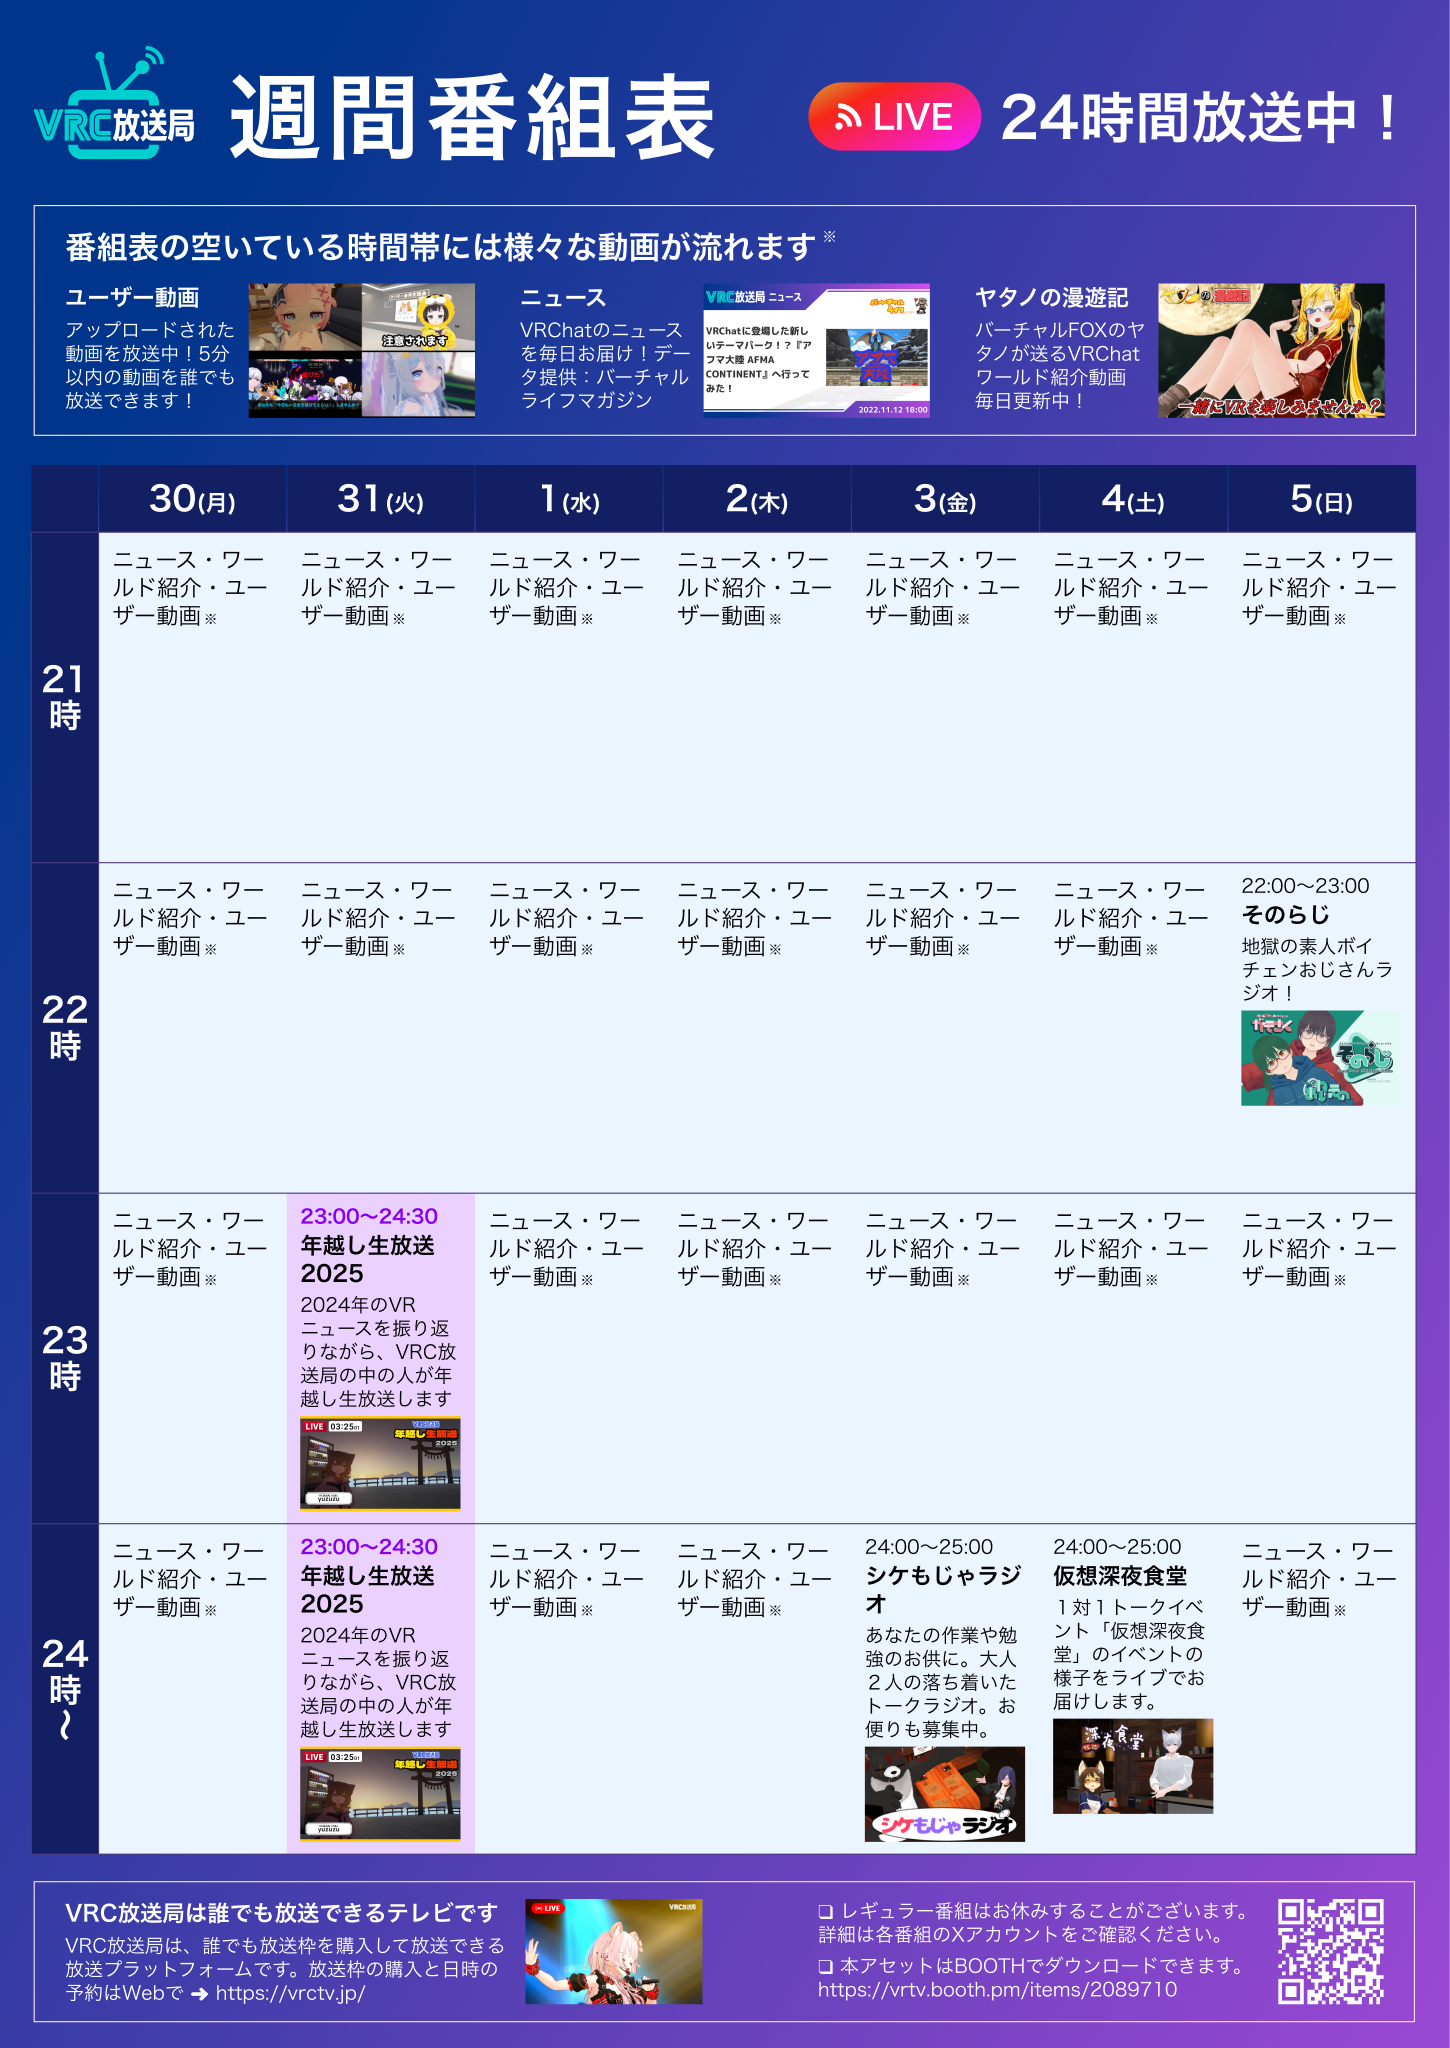 VRC放送局
週間番組表
LIVE
24時間放送中！
番組表の空いている時間帯には様々な動画が流れます※
ユーザー動画
アップロードされた
動画を放送中！5分
以内の動画を誰でも
放送できます！
注意されます
ニュース
VRChatのニュース
を毎日お届け！デー
タ提供：バーチャル
ライフマガジン
VRC放送局 ニュース
VRChatに登場した新し
いテーマパーク！？『ア
フマ大陸 AFMA
CONTINENT』へ行って
みた！
2022.11.12 18:00
ヤタノの漫遊記
バーチャルFOXのヤ
タノが送るVRChat
ワールド紹介動画
毎日更新中！
一緒にVRを楽しみませんか？
30(月)
31(火)
1(水)
2(木)
3(金)
4(土)
5(日)
21
時
ニュース・ワー
ルド紹介・ユー
ザー動画※
ニュース・ワー
ルド紹介・ユー
ザー動画※
ニュース・ワー
ルド紹介・ユー
ザー動画※
ニュース・ワー
ルド紹介・ユー
ザー動画※
ニュース・ワー
ルド紹介・ユー
ザー動画※
ニュース・ワー
ルド紹介・ユー
ザー動画※
ニュース・ワー
ルド紹介・ユー
ザー動画※
22
時
ニュース・ワー
ルド紹介・ユー
ザー動画※
ニュース・ワー
ルド紹介・ユー
ザー動画※
ニュース・ワー
ルド紹介・ユー
ザー動画※
ニュース・ワー
ルド紹介・ユー
ザー動画※
ニュース・ワー
ルド紹介・ユー
ザー動画※
ニュース・ワー
ルド紹介・ユー
ザー動画※
22:00〜23:00
そのらじ
地獄の素人ボイ
チェンおじさんラ
ジオ！
そのらじ
23
時
ニュース・ワー
ルド紹介・ユー
ザー動画※
23:00〜24:30
年越し生放送
2025
2024年のVR
ニュースを振り返
りながら、VRC放
送局の中の人が年
越し生放送します
LIVE 03:25
VRC放送局
年越し生放送
2025
yuzuzu
ニュース・ワー
ルド紹介・ユー
ザー動画※
ニュース・ワー
ルド紹介・ユー
ザー動画※
ニュース・ワー
ルド紹介・ユー
ザー動画※
ニュース・ワー
ルド紹介・ユー
ザー動画※
ニュース・ワー
ルド紹介・ユー
ザー動画※
24
時
〜
ニュース・ワー
ルド紹介・ユー
ザー動画※
23:00〜24:30
年越し生放送
2025
2024年のVR
ニュースを振り返
りながら、VRC放
送局の中の人が年
越し生放送します
LIVE 03:25
VRC放送局
年越し生放送
2025
yuzuzu
ニュース・ワー
ルド紹介・ユー
ザー動画※
ニュース・ワー
ルド紹介・ユー
ザー動画※
24:00〜25:00
シケもじゃラジ
オ
あなたの作業や勉
強のお供に。大人
２人の落ち着いた
トークラジオ。お
便りも募集中。
シケもじゃラジオ
24:00〜25:00
仮想深夜食堂
１対１トークイベ
ント「仮想深夜食
堂」のイベントの
様子をライブでお
届けします。
深夜食堂
ニュース・ワー
ルド紹介・ユー
ザー動画※
VRC放送局は誰でも放送できるテレビです
VRC放送局は、誰でも放送枠を購入して放送できる
放送プラットフォームです。放送枠の購入と日時の
予約はWebで ➜ https://vrctv.jp/
LIVE
VRC放送局
❏ レギュラー番組はお休みすることがございます。
詳細は各番組のXアカウントをご確認ください。
❏ 本アセットはBOOTHでダウンロードできます。
https://vrtv.booth.pm/items/2089710